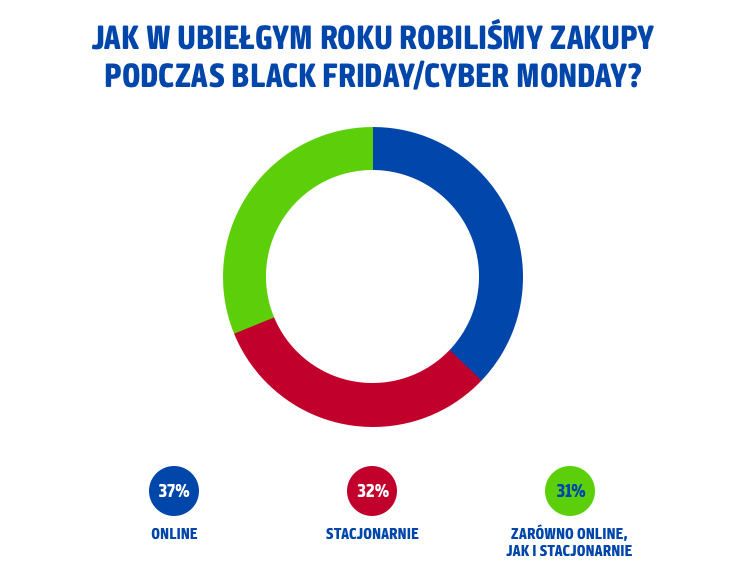 JAK W UBIEŁGYM ROKU ROBILIŚMY ZAKUPY
PODCZAS BLACK FRIDAY/CYBER MONDAY?
37%
32%
31%
ONLINE
STACJONARNIE
ZARÓWNO ONLINE,
JAK I STACJONARNIE